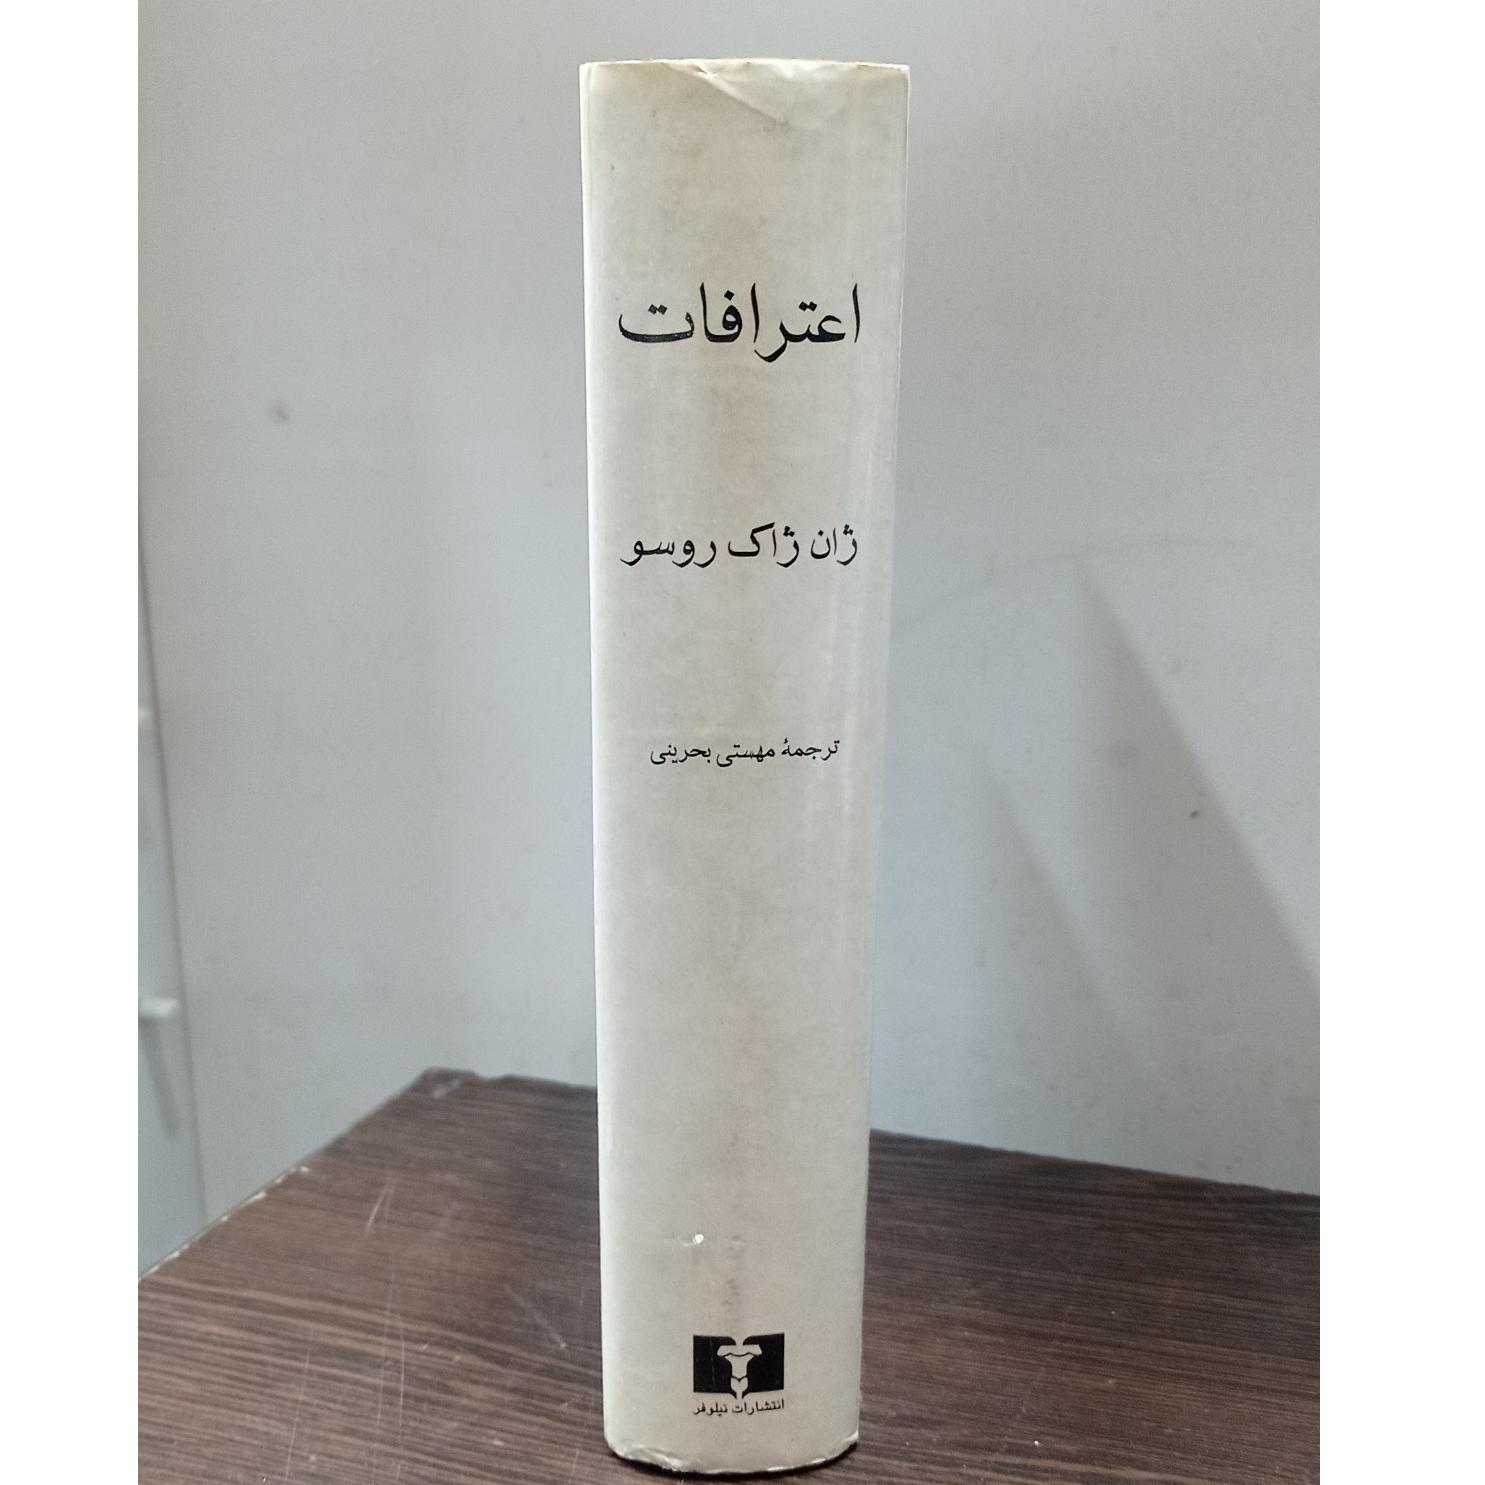 اعترافات
ژان ژاک روسو
ترجمهٔ مهستی بحرینی
انتشارات نیلوفر